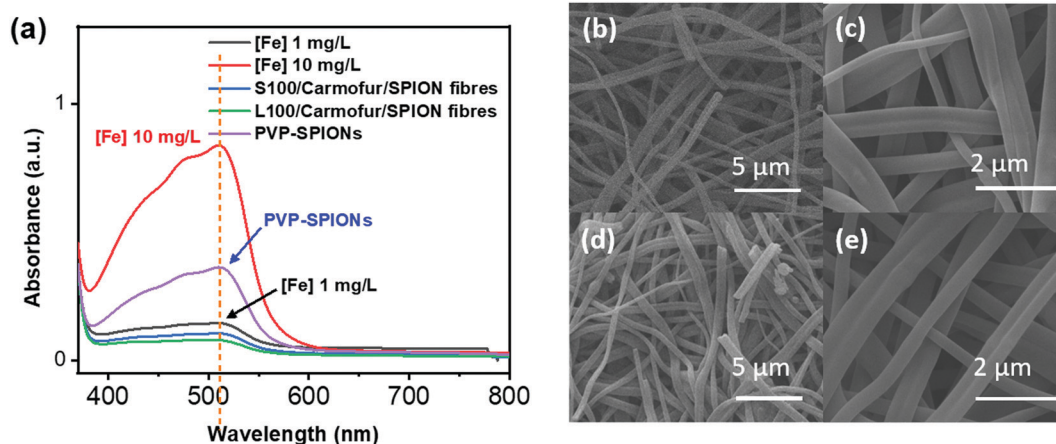 (a)
[Fe] 1 mg/L
[Fe] 10 mg/L
S100/Carmofur/SPION fibres
L100/Carmofur/SPION fibres
PVP-SPIONs
[Fe] 10 mg/L
PVP-SPIONs
[Fe] 1 mg/L
Absorbance (a.u.)
1
0
400
500
600
700
800
Wavelength (nm)
(b)
5 µm
(c)
2 µm
(d)
5 µm
(e)
2 µm